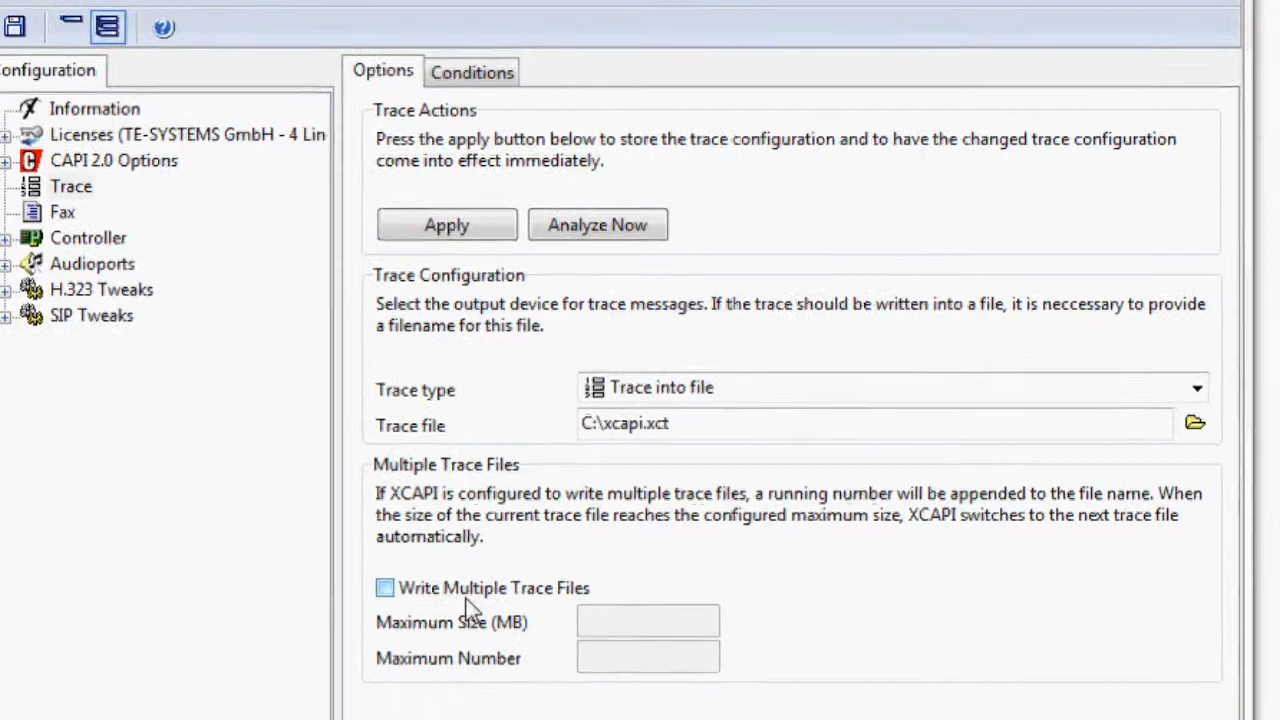 onfiguration
Information
Licenses (TE-SYSTEMS GmbH - 4 Lin
CAPI 2.0 Options
Trace
Fax
Controller
Audioports
H.323 Tweaks
SIP Tweaks
Options
Conditions
Trace Actions
Press the apply button below to store the trace configuration and to have the changed trace configuration
come into effect immediately.
Apply
Analyze Now
Trace Configuration
Select the output device for trace messages. If the trace should be written into a file, it is neccessary to provide
a filename for this file.
Trace type
Trace into file
Trace file
C:\xcapi.xct
Multiple Trace Files
If XCAPI is configured to write multiple trace files, a running number will be appended to the file name. When
the size of the current trace file reaches the configured maximum size, XCAPI switches to the next trace file
automatically.
Write Multiple Trace Files
Maximum Size (MB)
Maximum Number